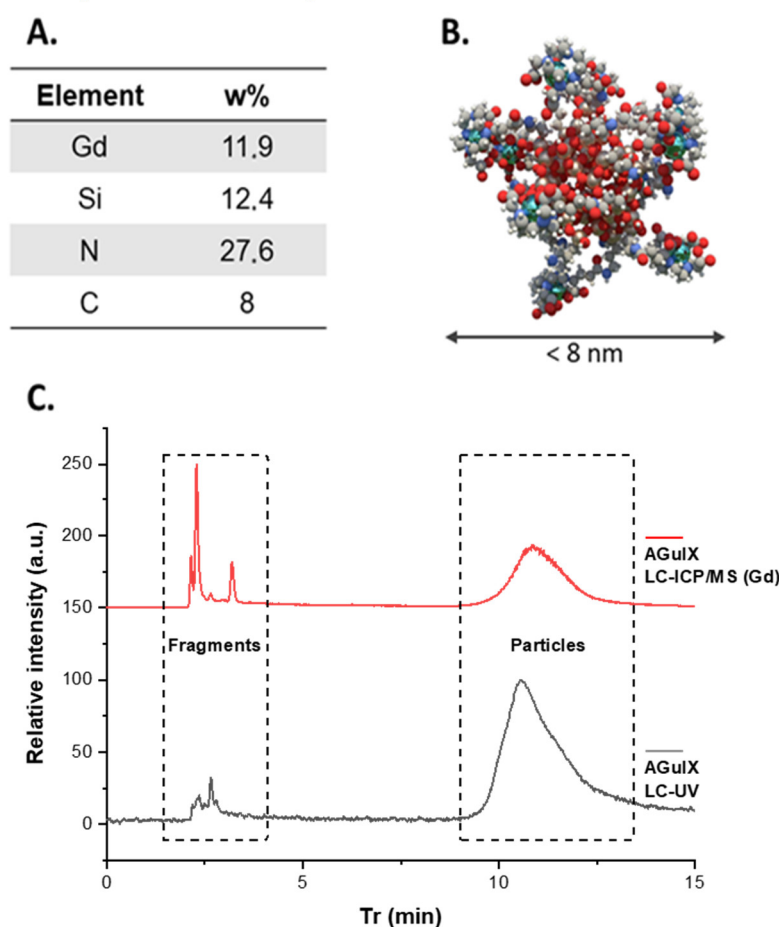 A.
Element w%
Gd 11.9
Si 12.4
N 27.6
C 8
B.
< 8 nm
C.
Relative intensity (a.u.)
250
200
150
100
50
0
Fragments
Particles
AGuIX
LC-ICP/MS (Gd)
AGuIX
LC-UV
0 5 10 15
Tr (min)